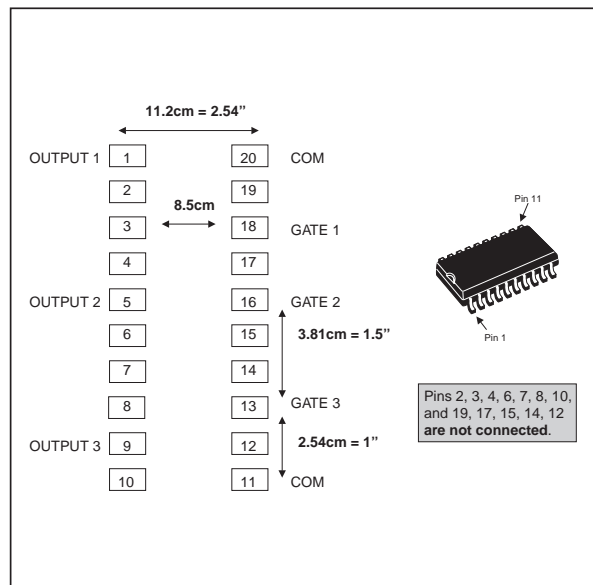 11.2cm = 2.54”
OUTPUT 1 1 20 COM
2 19
8.5cm
3 18 GATE 1
4 17
OUTPUT 2 5 16 GATE 2
6 15
3.81cm = 1.5”
7 14
8 13 GATE 3
OUTPUT 3 9 12
2.54cm = 1”
10 11 COM
Pin 11
Pin 1
Pins 2, 3, 4, 6, 7, 8, 10,
and 19, 17, 15, 14, 12
are not connected.